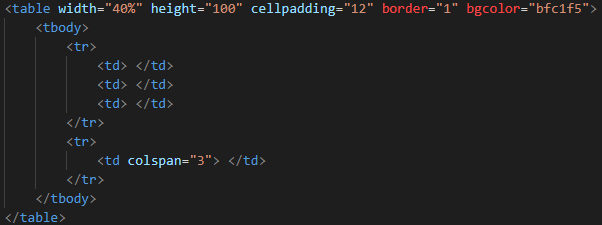 <table width="40%" height="100" cellpadding="12" border="1" bgcolor="bfc1f5">
<tbody>
<tr>
<td> </td>
<td> </td>
<td> </td>
</tr>
<tr>
<td colspan="3"> </td>
</tr>
</tbody>
</table>